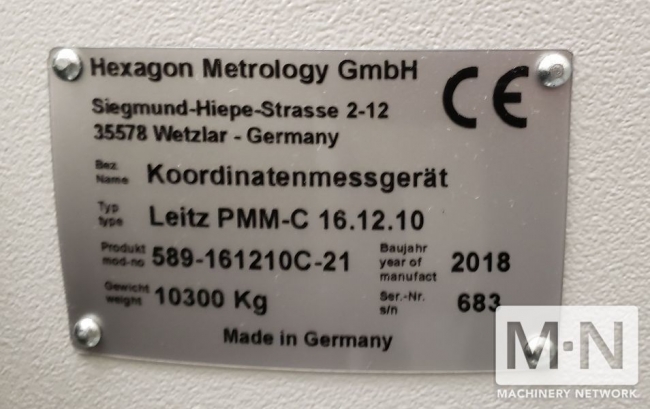 Hexagon Metrology GmbH
CE
Siegmund-Hiepe-Strasse 2-12
35578 Wetzlar - Germany
Bez. Name Koordinatenmessgerät
Typ type Leitz PMM-C 16.12.10
Produkt mod-no 589-161210C-21 Baujahr year of manufact 2018
Gewicht weight 10300 Kg Ser.-Nr. s/n 683
Made in Germany
M·N
MACHINERY NETWORK